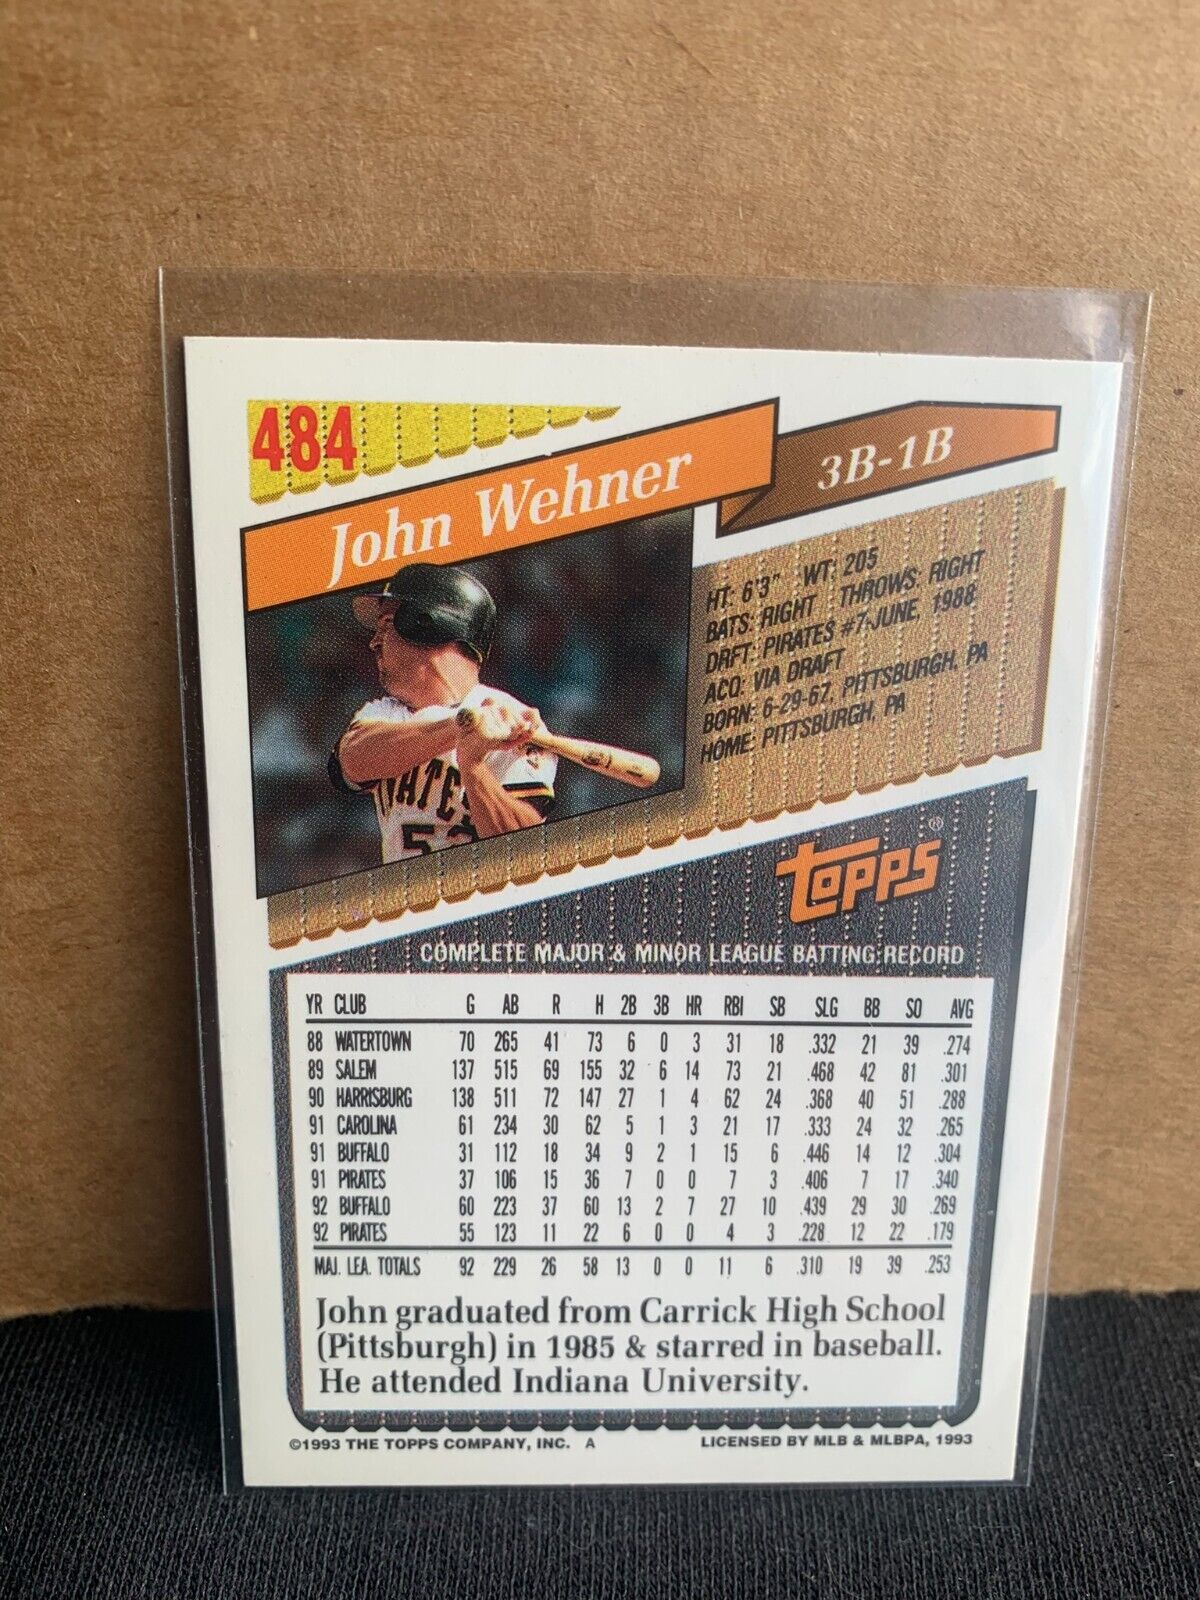 484
John Wehner
3B-1B
HT: 6'3" WT: 205
BATS: RIGHT THROWS: RIGHT
DRFT: PIRATES #7-JUNE, 1988
ACQ: VIA DRAFT
BORN: 6-29-67, PITTSBURGH, PA
HOME: PITTSBURGH, PA
ATES
52
topps®
COMPLETE MAJOR & MINOR LEAGUE BATTING RECORD
YR CLUB G AB R H 2B 3B HR RBI SB SLG BB SO AVG
88 WATERTOWN 70 265 41 73 6 0 3 31 18 .332 21 39 .274
89 SALEM 137 515 69 155 32 6 14 73 21 .468 42 81 .301
90 HARRISBURG 138 511 72 147 27 1 4 62 24 .368 40 51 .288
91 CAROLINA 61 234 30 62 5 1 3 21 17 .333 24 32 .265
91 BUFFALO 31 112 18 34 9 2 1 15 6 .446 14 12 .304
91 PIRATES 37 106 15 36 7 0 0 7 3 .406 7 17 .340
92 BUFFALO 60 223 37 60 13 2 7 27 10 .439 29 30 .269
92 PIRATES 55 123 11 22 6 0 0 4 3 .228 12 22 .179
MAJ. LEA. TOTALS 92 229 26 58 13 0 0 11 6 .310 19 39 .253
John graduated from Carrick High School
(Pittsburgh) in 1985 & starred in baseball.
He attended Indiana University.
©1993 THE TOPPS COMPANY, INC. A LICENSED BY MLB & MLBPA, 1993